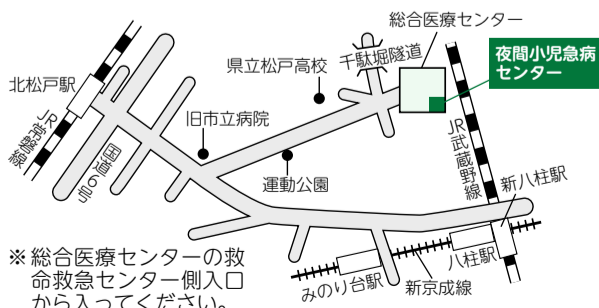 総合医療センター
夜間小児急病
センター
千駄堀隧道
県立松戸高校
北松戸駅
旧市立病院
JR常磐線
国道6号
運動公園
JR武蔵野線
新八柱駅
八柱駅
みのり台駅
新京成線
※総合医療センターの救
命救急センター側入口
から入ってください。